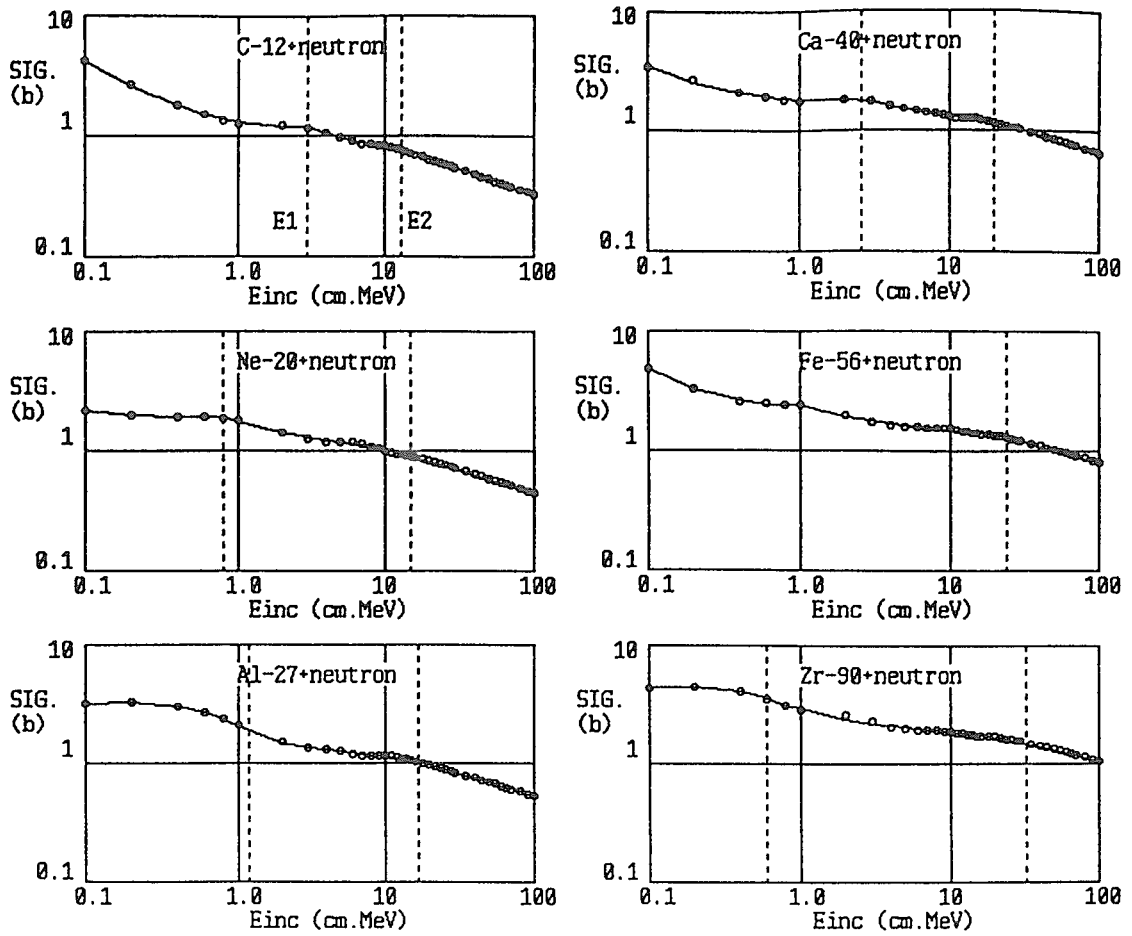 10
C-12+neutron
SIG.
(b)
1
E1
E2
0.1
0.1
1.0
10
100
Einc (cm.MeV)
10
Ca-40+neutron
SIG.
(b)
1
0.1
0.1
1.0
10
100
Einc (cm.MeV)
10
Ne-20+neutron
SIG.
(b)
1
0.1
0.1
1.0
10
100
Einc (cm.MeV)
10
Fe-56+neutron
SIG.
(b)
1
0.1
0.1
1.0
10
100
Einc (cm.MeV)
10
Al-27+neutron
SIG.
(b)
1
0.1
0.1
1.0
10
100
Einc (cm.MeV)
10
Zr-90+neutron
SIG.
(b)
1
0.1
0.1
1.0
10
100
Einc (cm.MeV)